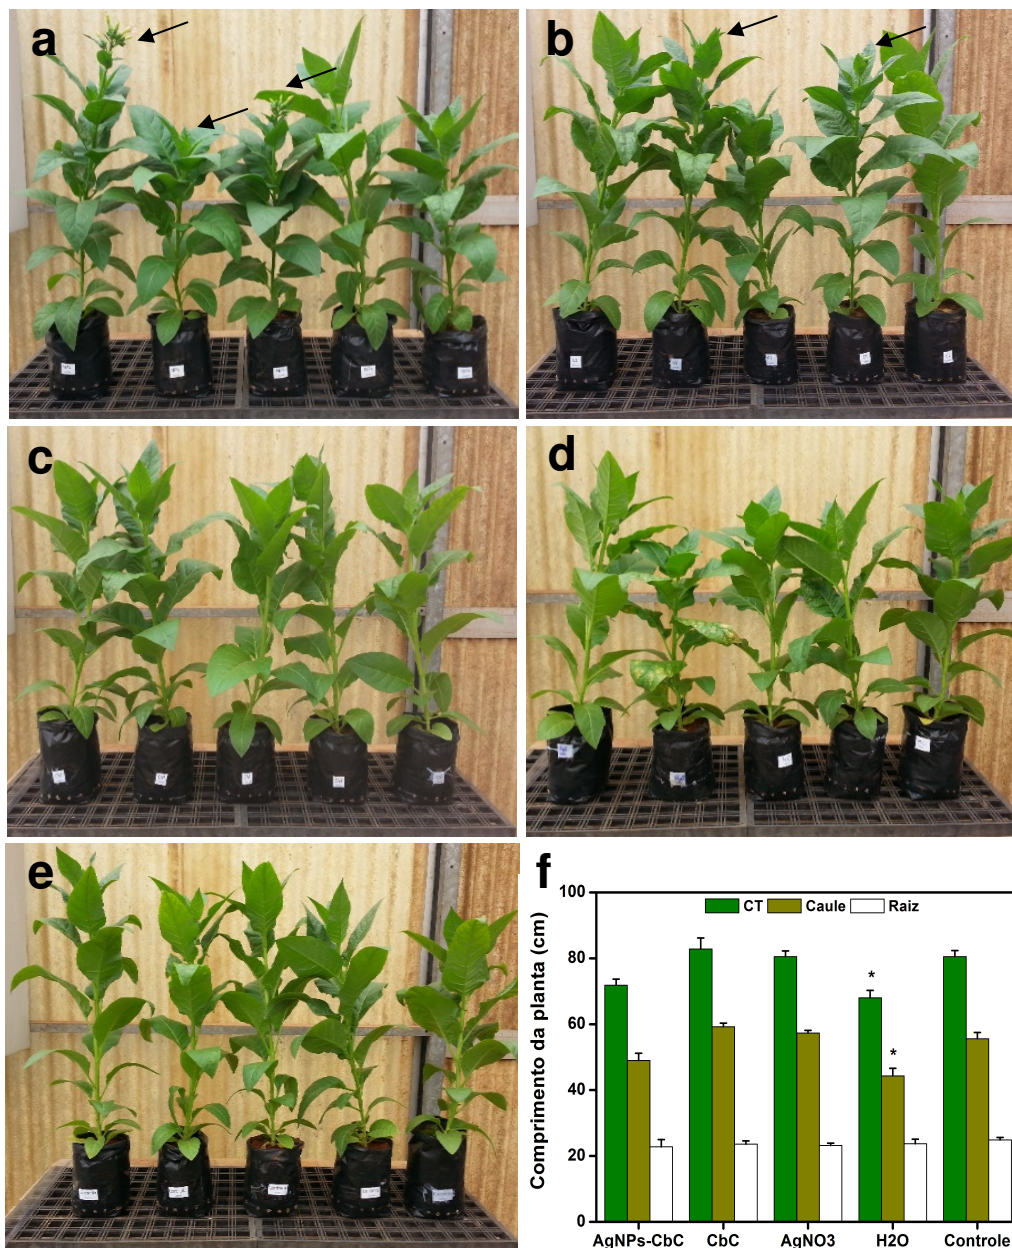 a
b
c
d
e
f
CT Caule Raiz
Comprimento da planta (cm)
100
80
60
40
20
0
*
*
AgNPs-CbC CbC AgNO3 H2O Controle